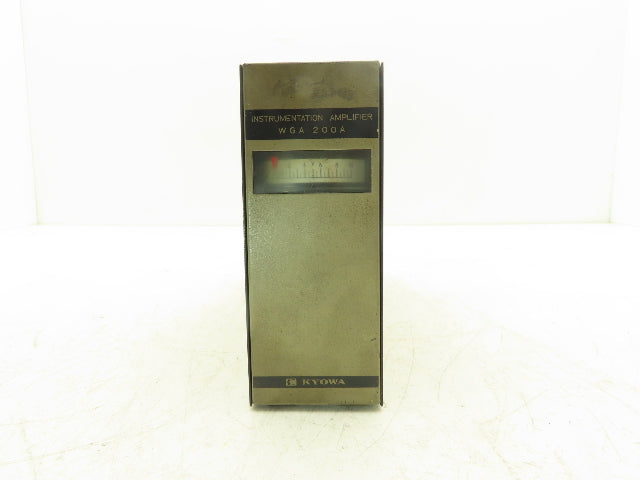 INSTRUMENTATION AMPLIFIER
WGA 200A
KYOWA